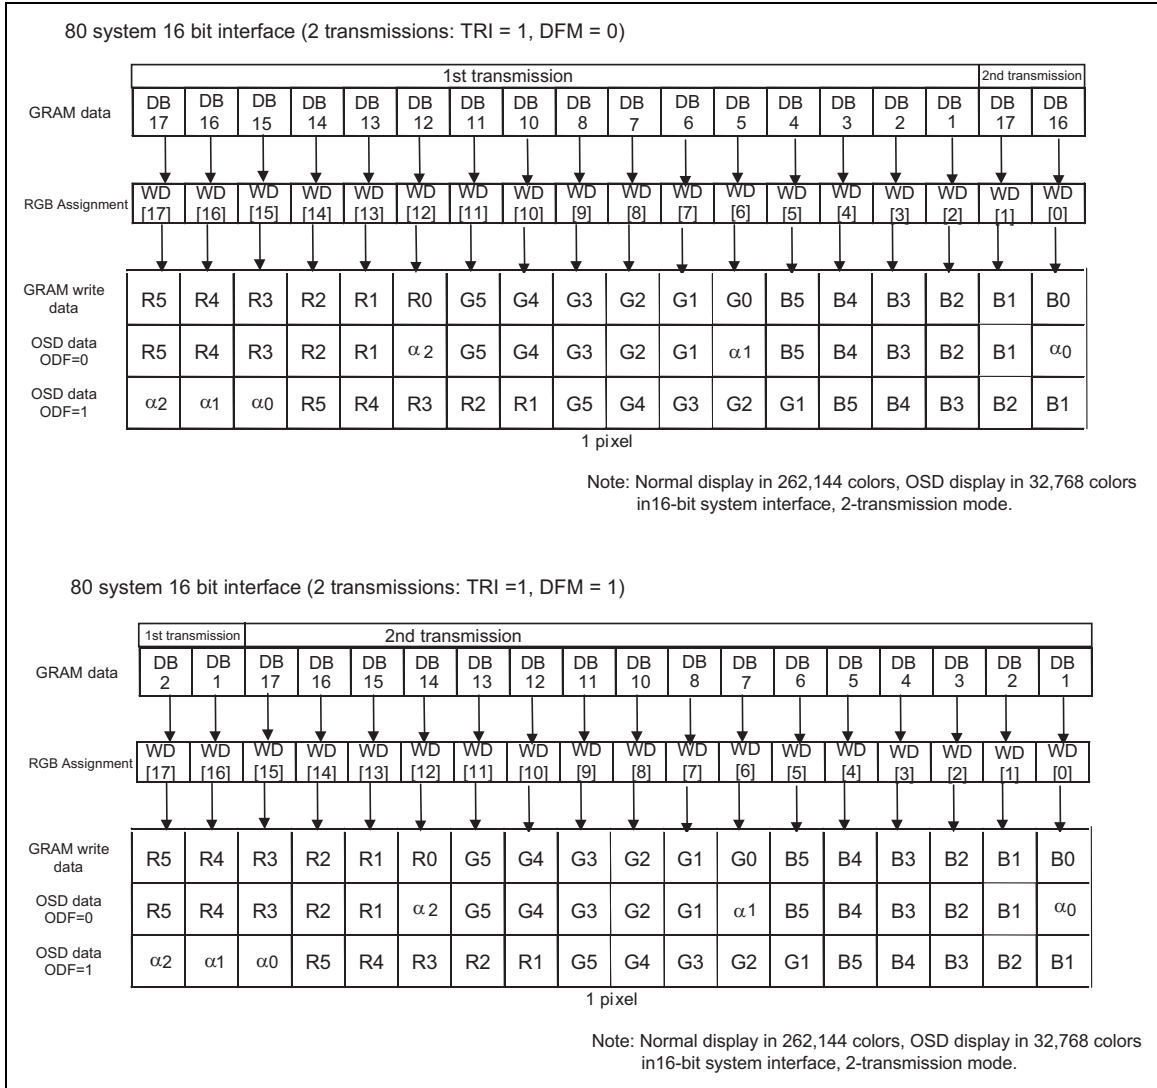 80 system 16 bit interface (2 transmissions: TRI = 1, DFM = 0)
1st transmission 2nd transmission
GRAM data
DB 17 DB 16 DB 15 DB 14 DB 13 DB 12 DB 11 DB 10 DB 8 DB 7 DB 6 DB 5 DB 4 DB 3 DB 2 DB 1 DB 17 DB 16
RGB Assignment
WD [17] WD [16] WD [15] WD [14] WD [13] WD [12] WD [11] WD [10] WD [9] WD [8] WD [7] WD [6] WD [5] WD [4] WD [3] WD [2] WD [1] WD [0]
GRAM write
data
R5 R4 R3 R2 R1 R0 G5 G4 G3 G2 G1 G0 B5 B4 B3 B2 B1 B0
OSD data
ODF=0
R5 R4 R3 R2 R1 α2 G5 G4 G3 G2 G1 α1 B5 B4 B3 B2 B1 α0
OSD data
ODF=1
α2 α1 α0 R5 R4 R3 R2 R1 G5 G4 G3 G2 G1 B5 B4 B3 B2 B1
1 pixel
Note: Normal display in 262,144 colors, OSD display in 32,768 colors
in16-bit system interface, 2-transmission mode.
80 system 16 bit interface (2 transmissions: TRI =1, DFM = 1)
1st transmission 2nd transmission
GRAM data
DB 2 DB 1 DB 17 DB 16 DB 15 DB 14 DB 13 DB 12 DB 11 DB 10 DB 8 DB 7 DB 6 DB 5 DB 4 DB 3 DB 2 DB 1
RGB Assignment
WD [17] WD [16] WD [15] WD [14] WD [13] WD [12] WD [11] WD [10] WD [9] WD [8] WD [7] WD [6] WD [5] WD [4] WD [3] WD [2] WD [1] WD [0]
GRAM write
data
R5 R4 R3 R2 R1 R0 G5 G4 G3 G2 G1 G0 B5 B4 B3 B2 B1 B0
OSD data
ODF=0
R5 R4 R3 R2 R1 α2 G5 G4 G3 G2 G1 α1 B5 B4 B3 B2 B1 α0
OSD data
ODF=1
α2 α1 α0 R5 R4 R3 R2 R1 G5 G4 G3 G2 G1 B5 B4 B3 B2 B1
1 pixel
Note: Normal display in 262,144 colors, OSD display in 32,768 colors
in16-bit system interface, 2-transmission mode.